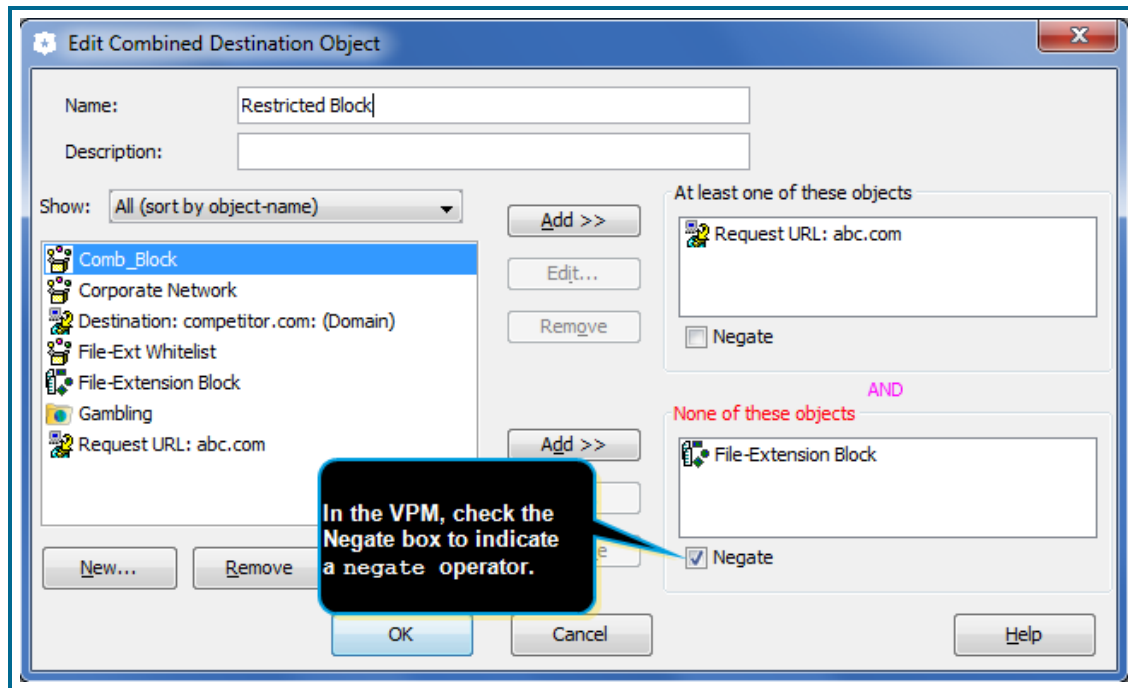 Edit Combined Destination Object
Name: Restricted Block
Description:
Show: All (sort by object-name)
Comb_Block
Corporate Network
Destination: competitor.com: (Domain)
File-Ext Whitelist
File-Extension Block
Gambling
Request URL: abc.com
New...
Remove
Add >>
Edit...
Remove
At least one of these objects
Request URL: abc.com
Negate
AND
None of these objects
Add >>
File-Extension Block
Negate
In the VPM, check the
Negate box to indicate
a negate operator.
OK
Cancel
Help